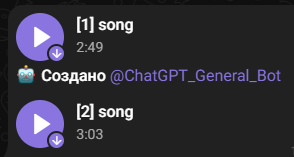 [1] song
2:49
Создано @ChatGPT_General_Bot
[2] song
3:03